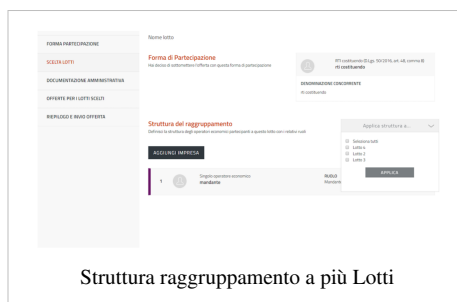 Nome lotto
FORMA PARTECIPAZIONE
SCELTA LOTTI
DOCUMENTAZIONE AMMINISTRATIVA
OFFERTE PER I LOTTI SCELTI
RIEPILOGO E INVIO OFFERTA
Forma di Partecipazione
Hai deciso di sottomettere l'offerta con questa forma di partecipazione
RTI costituendo (D.Lgs. 50/2016, art. 48, comma 8)
rti costituendo
DENOMINAZIONE CONCORRENTE
rti costituendo
Struttura del raggruppamento
Definisci la struttura degli operatori economici partecipanti a questo lotto con i relativi ruoli
Applica struttura a...
Seleziona tutti
Lotto 4
Lotto 2
Lotto 3
APPLICA
AGGIUNGI IMPRESA
1
Singolo operatore economico
mandante
RUOLO
Mandante
Struttura raggruppamento a più Lotti